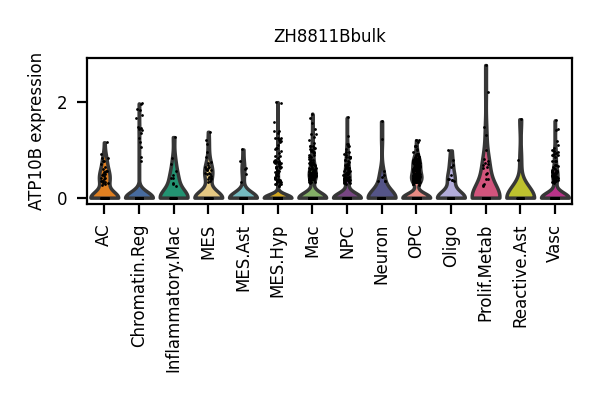 ZH8811Bbulk
ATP10B expression
2
0
AC
Chromatin.Reg
Inflammatory.Mac
MES
MES.Ast
MES.Hyp
Mac
NPC
Neuron
OPC
Oligo
Prolif.Metab
Reactive.Ast
Vasc